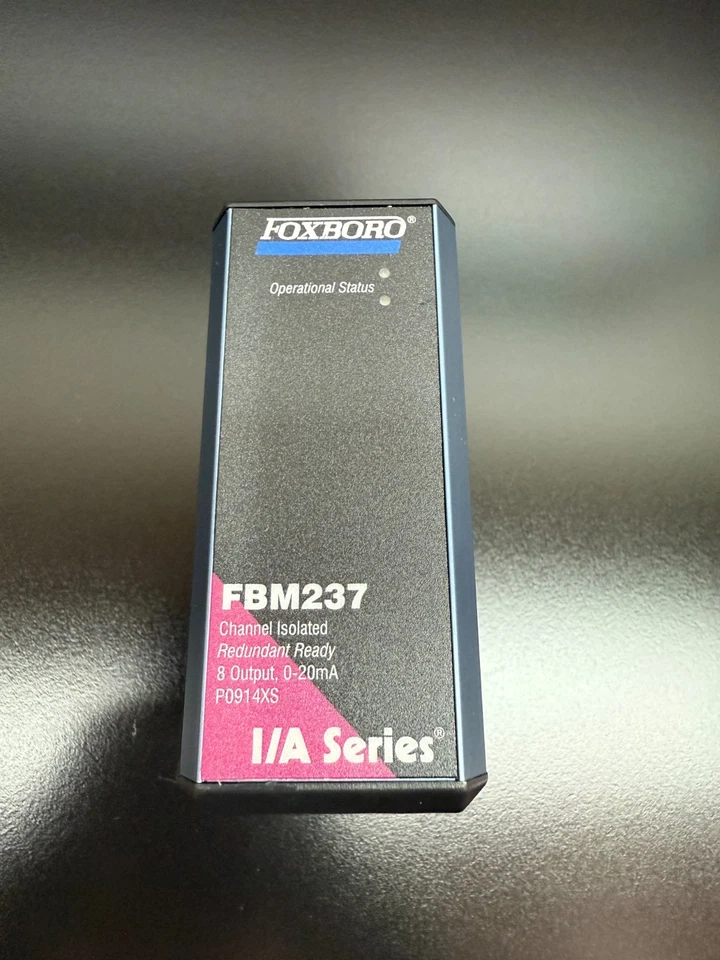 FOXBORO®
Operational Status
FBM237
Channel Isolated
Redundant Ready
8 Output, 0-20mA
P0914XS
I/A Series®